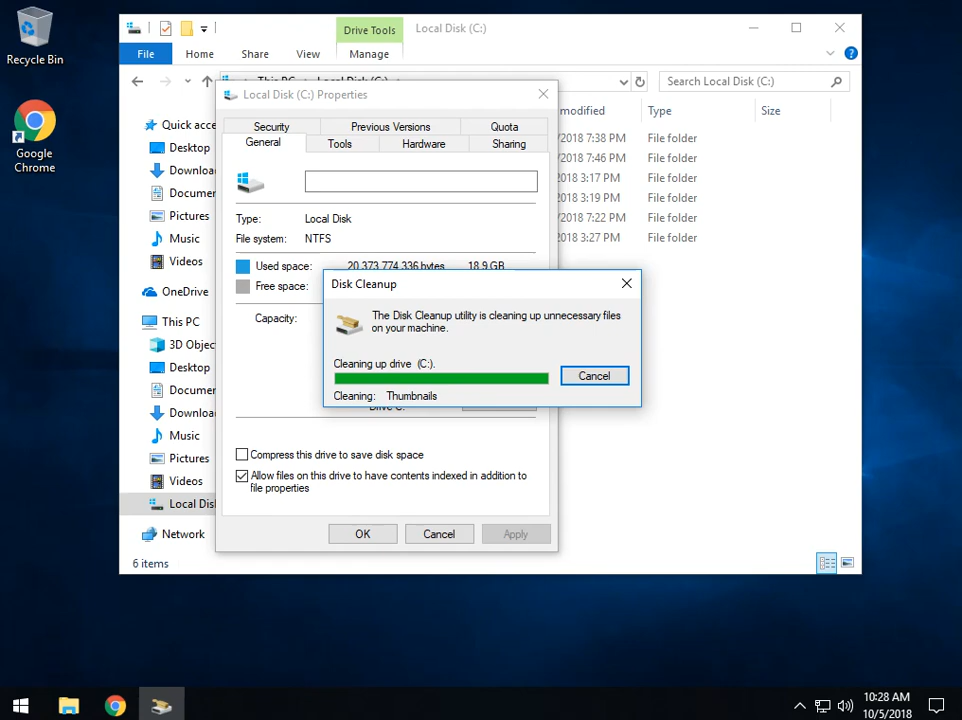 Recycle Bin
Google
Chrome
Drive Tools
Local Disk (C:)
File
Home
Share
View
Manage
This PC
Local Disk (C:)
Search Local Disk (C:)
Local Disk (C:) Properties
Security
Previous Versions
Quota
General
Tools
Hardware
Sharing
Type:
Local Disk
File system:
NTFS
Used space:
20,373,774,336 bytes
18.9 GB
Free space:
Capacity:
Drive C:
Compress this drive to save disk space
Allow files on this drive to have contents indexed in addition to
file properties
OK
Cancel
Apply
Disk Cleanup
The Disk Cleanup utility is cleaning up unnecessary files
on your machine.
Cleaning up drive (C:).
Cancel
Cleaning: Thumbnails
Quick acce
Desktop
Downloa
Documer
Pictures
Music
Videos
OneDrive
This PC
3D Objec
Desktop
Documer
Downloa
Music
Pictures
Videos
Local Dis
Network
modified
Type
Size
/2018 7:38 PM
File folder
/2018 7:46 PM
File folder
2018 3:17 PM
File folder
2018 3:19 PM
File folder
/2018 7:22 PM
File folder
2018 3:27 PM
File folder
6 items
10:28 AM
10/5/2018